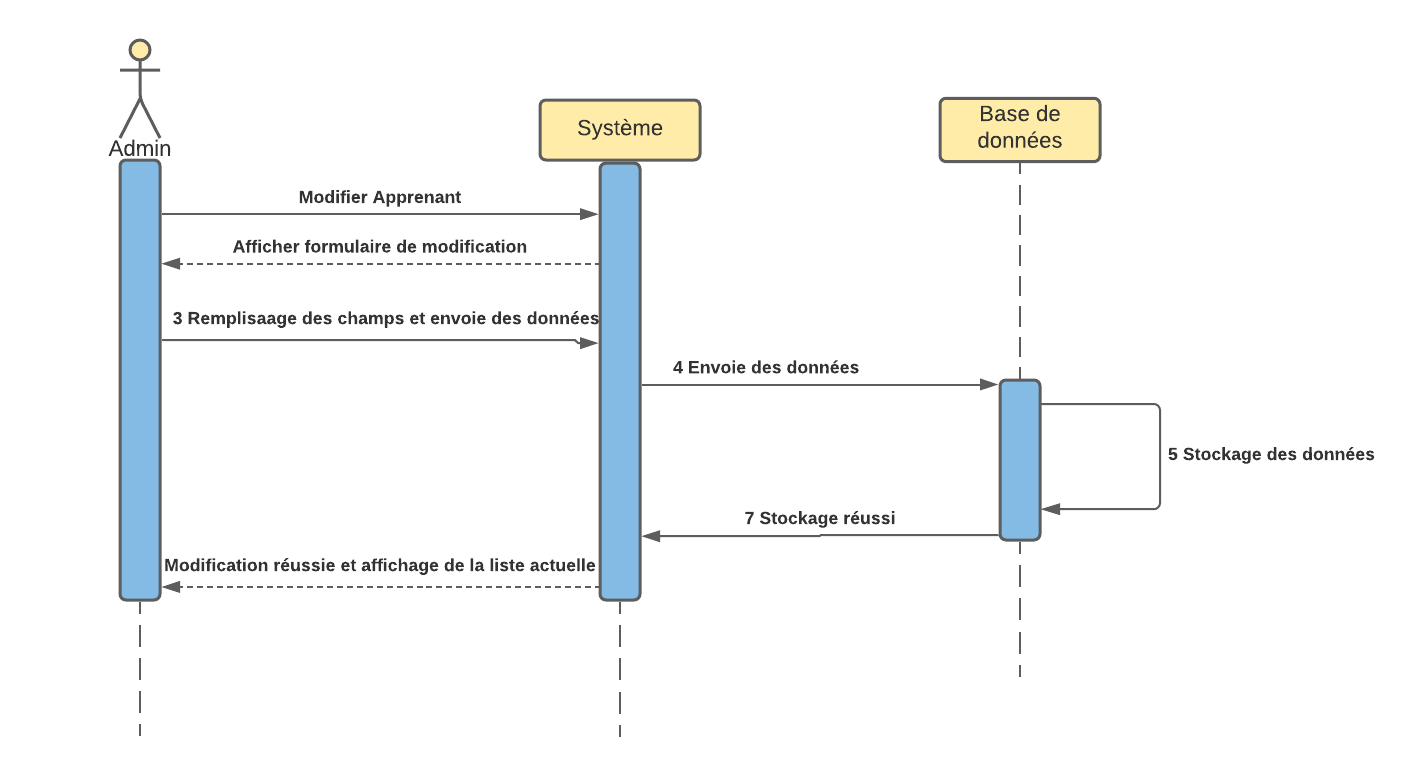 Admin
Système
Base de
données
Modifier Apprenant
Afficher formulaire de modification
3 Remplisaage des champs et envoie des données
4 Envoie des données
5 Stockage des données
7 Stockage réussi
Modification réussie et affichage de la liste actuelle